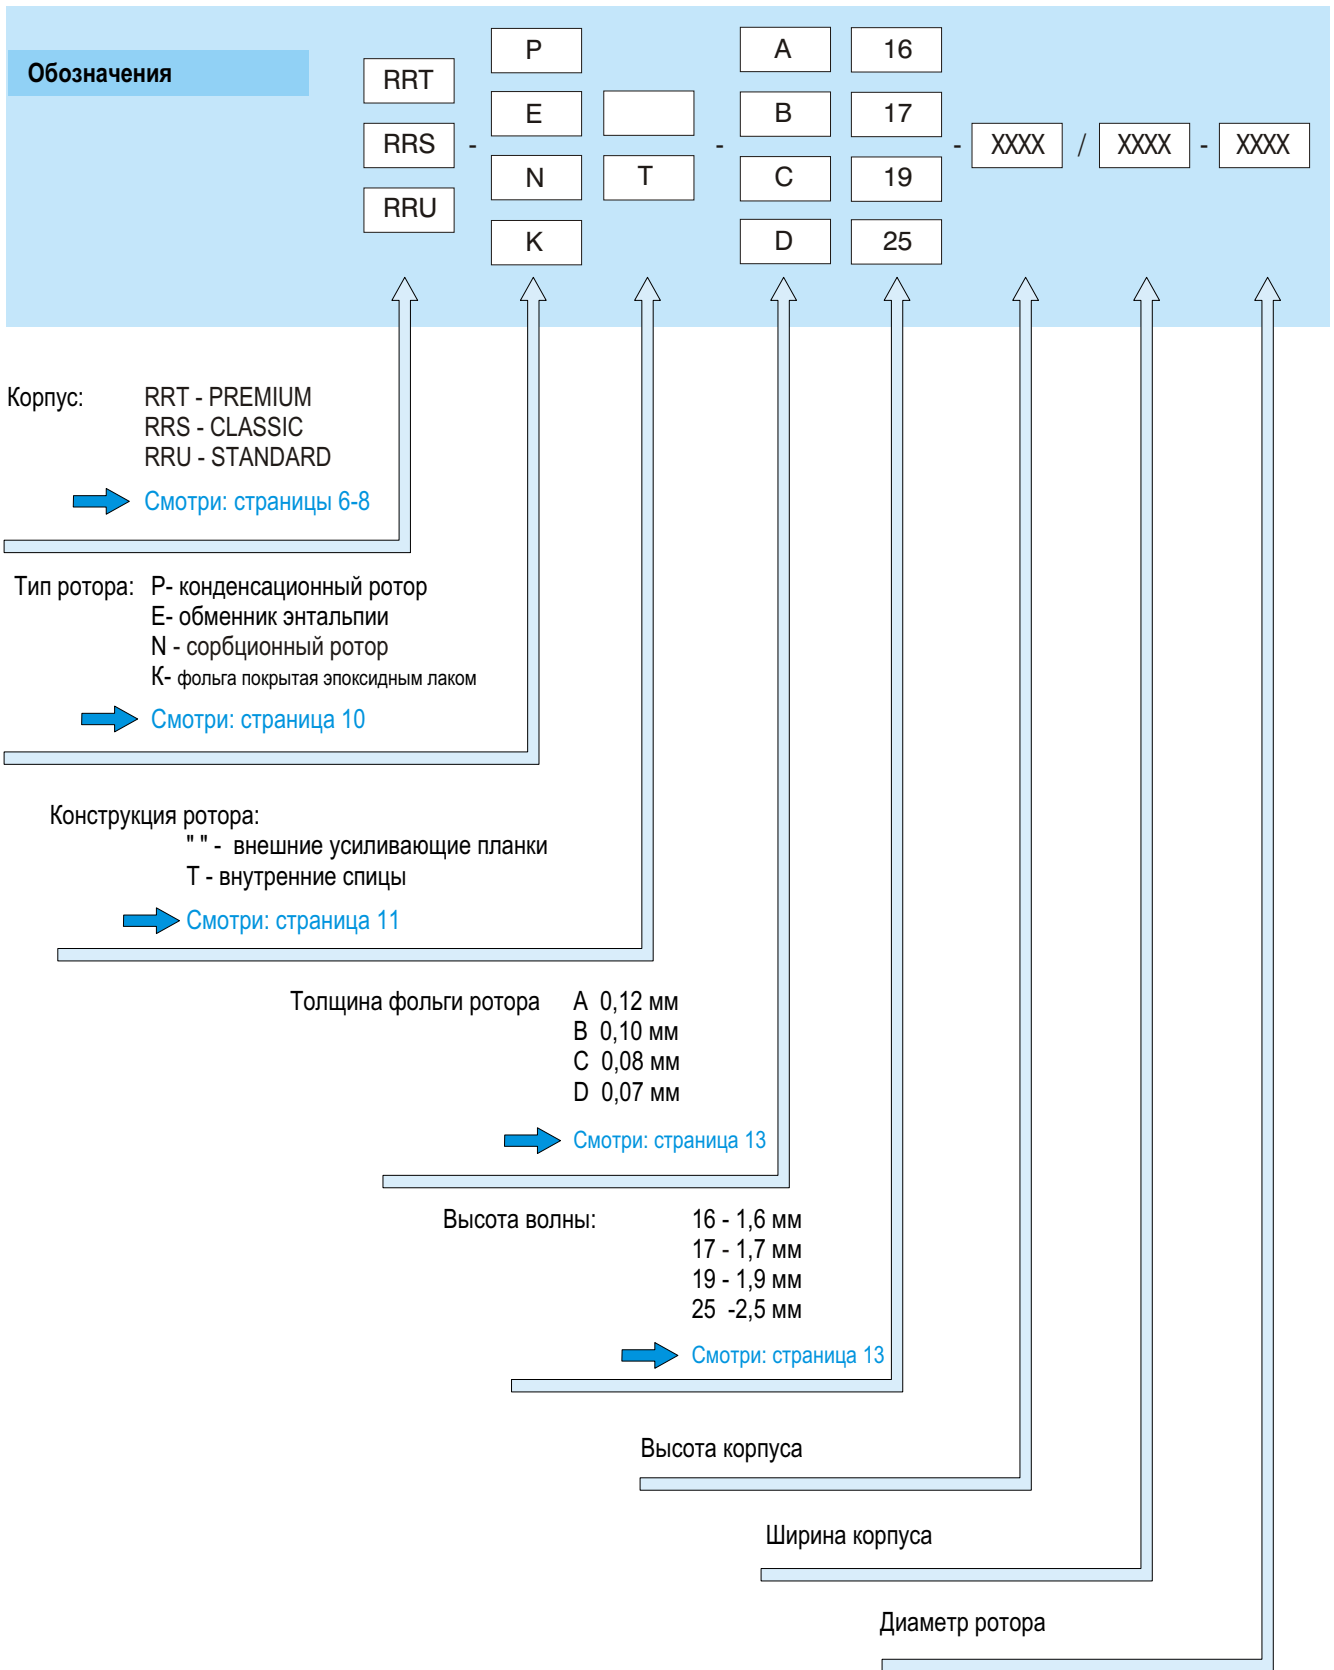 Обозначения
RRT
RRS
RRU
-
P
E
N
K
T
-
A
B
C
D
16
17
19
25
- XXXX / XXXX - XXXX
Корпус: RRT - PREMIUM
RRS - CLASSIC
RRU - STANDARD
Смотри: страницы 6-8
Тип ротора: P- конденсационный ротор
E- обменник энтальпии
N - сорбционный ротор
K- фольга покрытая эпоксидным лаком
Смотри: страница 10
Конструкция ротора:
" " - внешние усиливающие планки
T - внутренние спицы
Смотри: страница 11
Толщина фольги ротора A 0,12 мм
B 0,10 мм
C 0,08 мм
D 0,07 мм
Смотри: страница 13
Высота волны: 16 - 1,6 мм
17 - 1,7 мм
19 - 1,9 мм
25 -2,5 мм
Смотри: страница 13
Высота корпуса
Ширина корпуса
Диаметр ротора